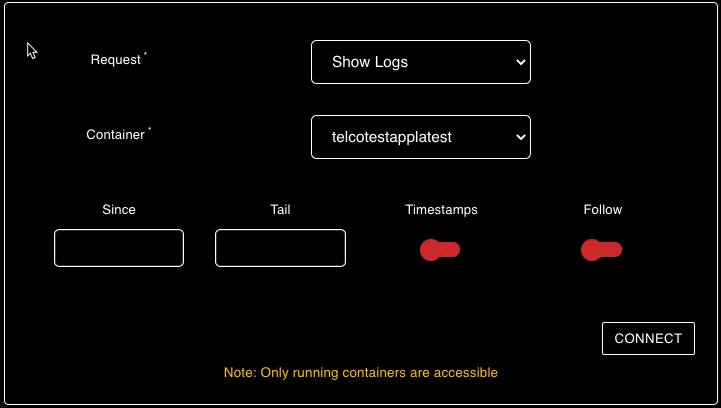 Request *
Show Logs
Container *
telcotestapplatest
Since Tail Timestamps Follow
CONNECT
Note: Only running containers are accessible